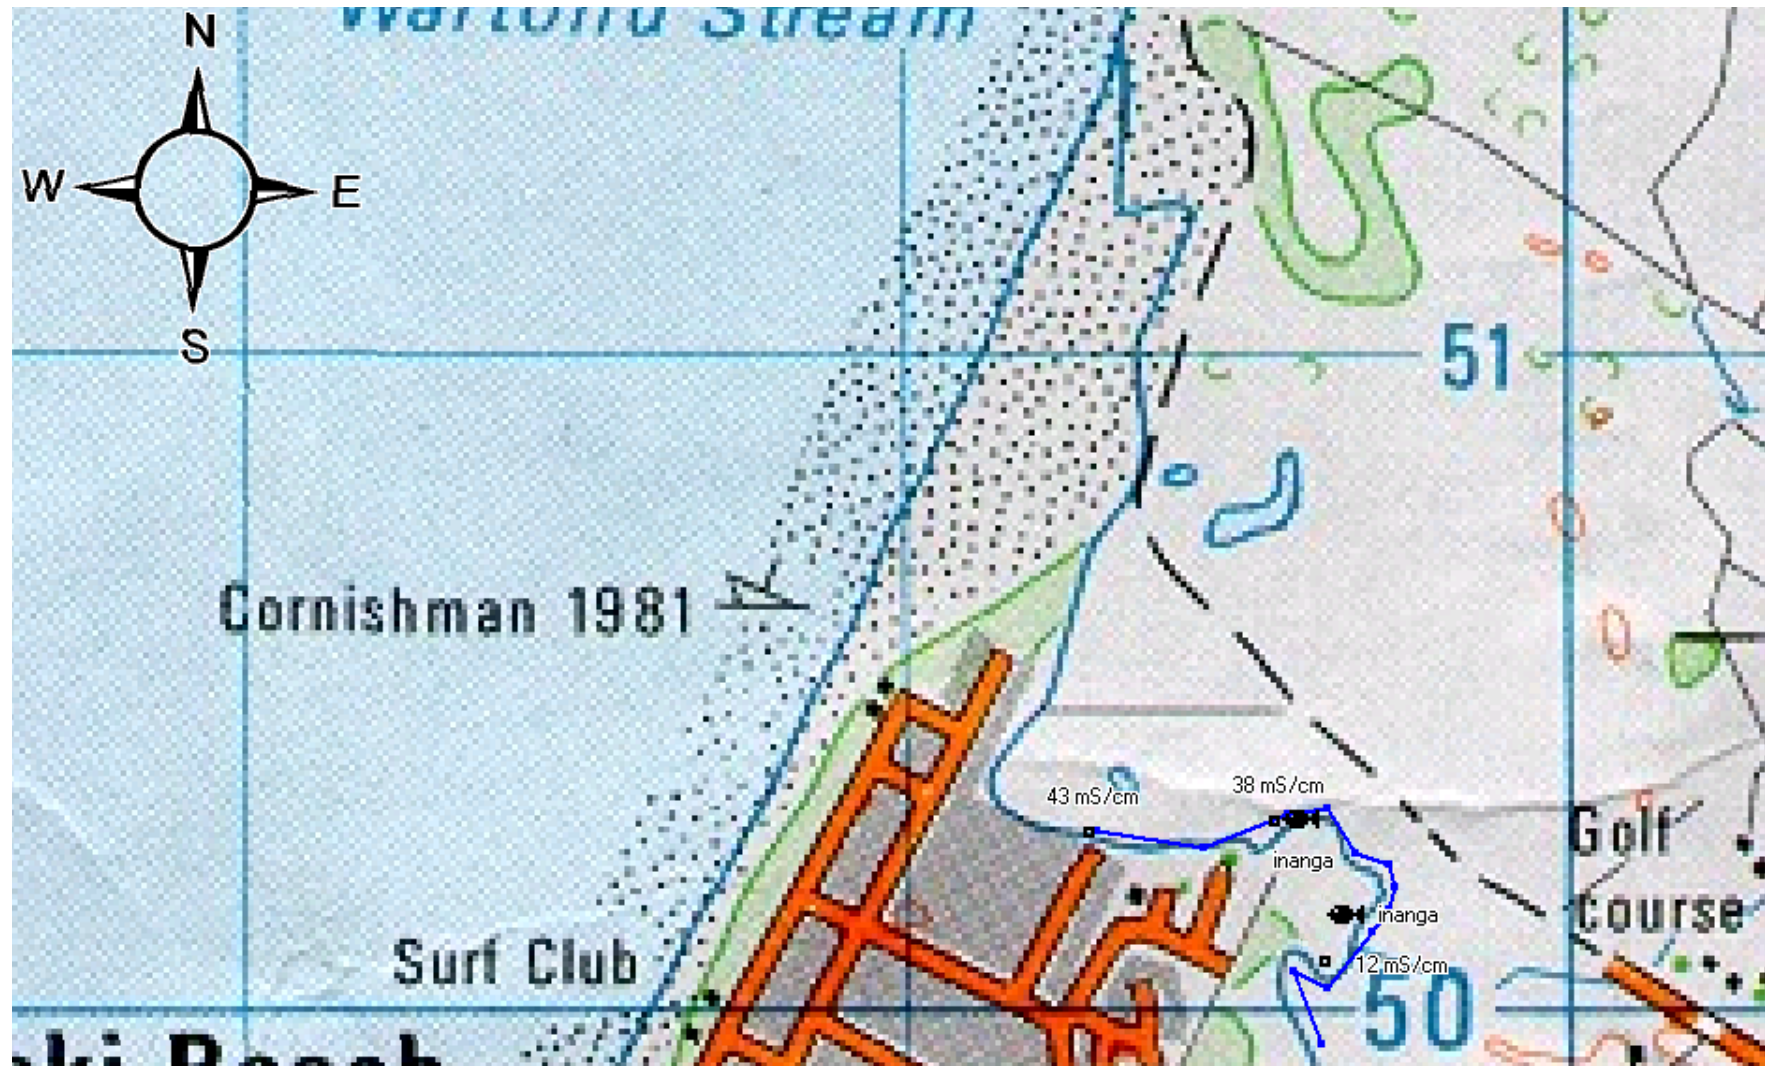 Waitohu Stream
N
W
E
S
51
Cornishman 1981
43 mS/cm
38 mS/cm
inanga
Golf
course
inanga
Surf Club
12 mS/cm
50
Beach